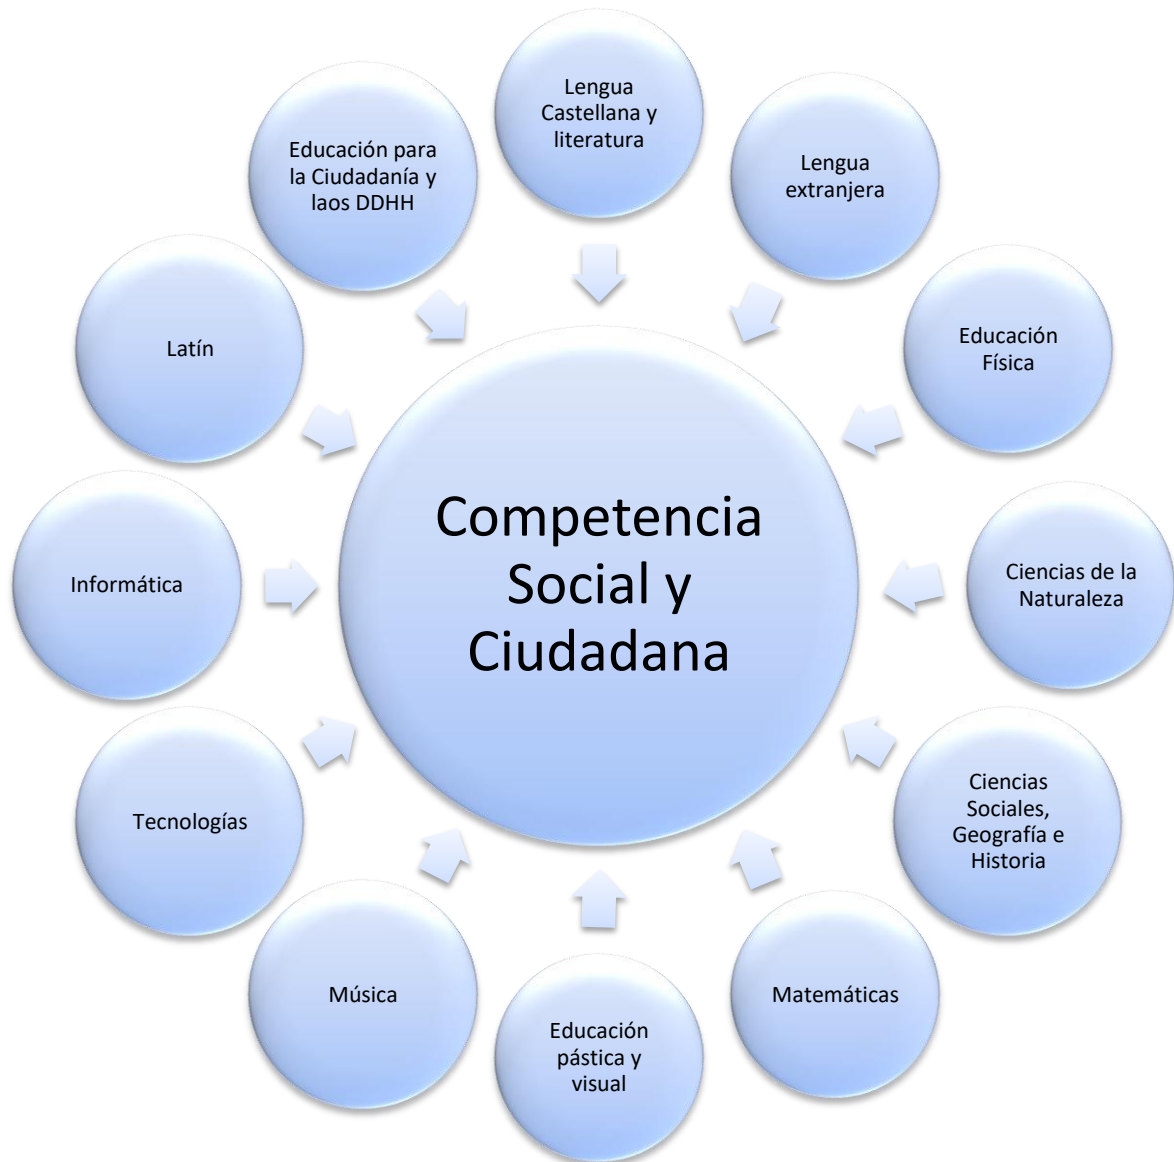 Lengua
Castellana y
literatura
Lengua
extranjera
Educación
Física
Ciencias de la
Naturaleza
Ciencias
Sociales,
Geografía e
Historia
Matemáticas
Educación
pástica y
visual
Música
Tecnologías
Informática
Latín
Educación para
la Ciudadanía y
laos DDHH
Competencia
Social y
Ciudadana